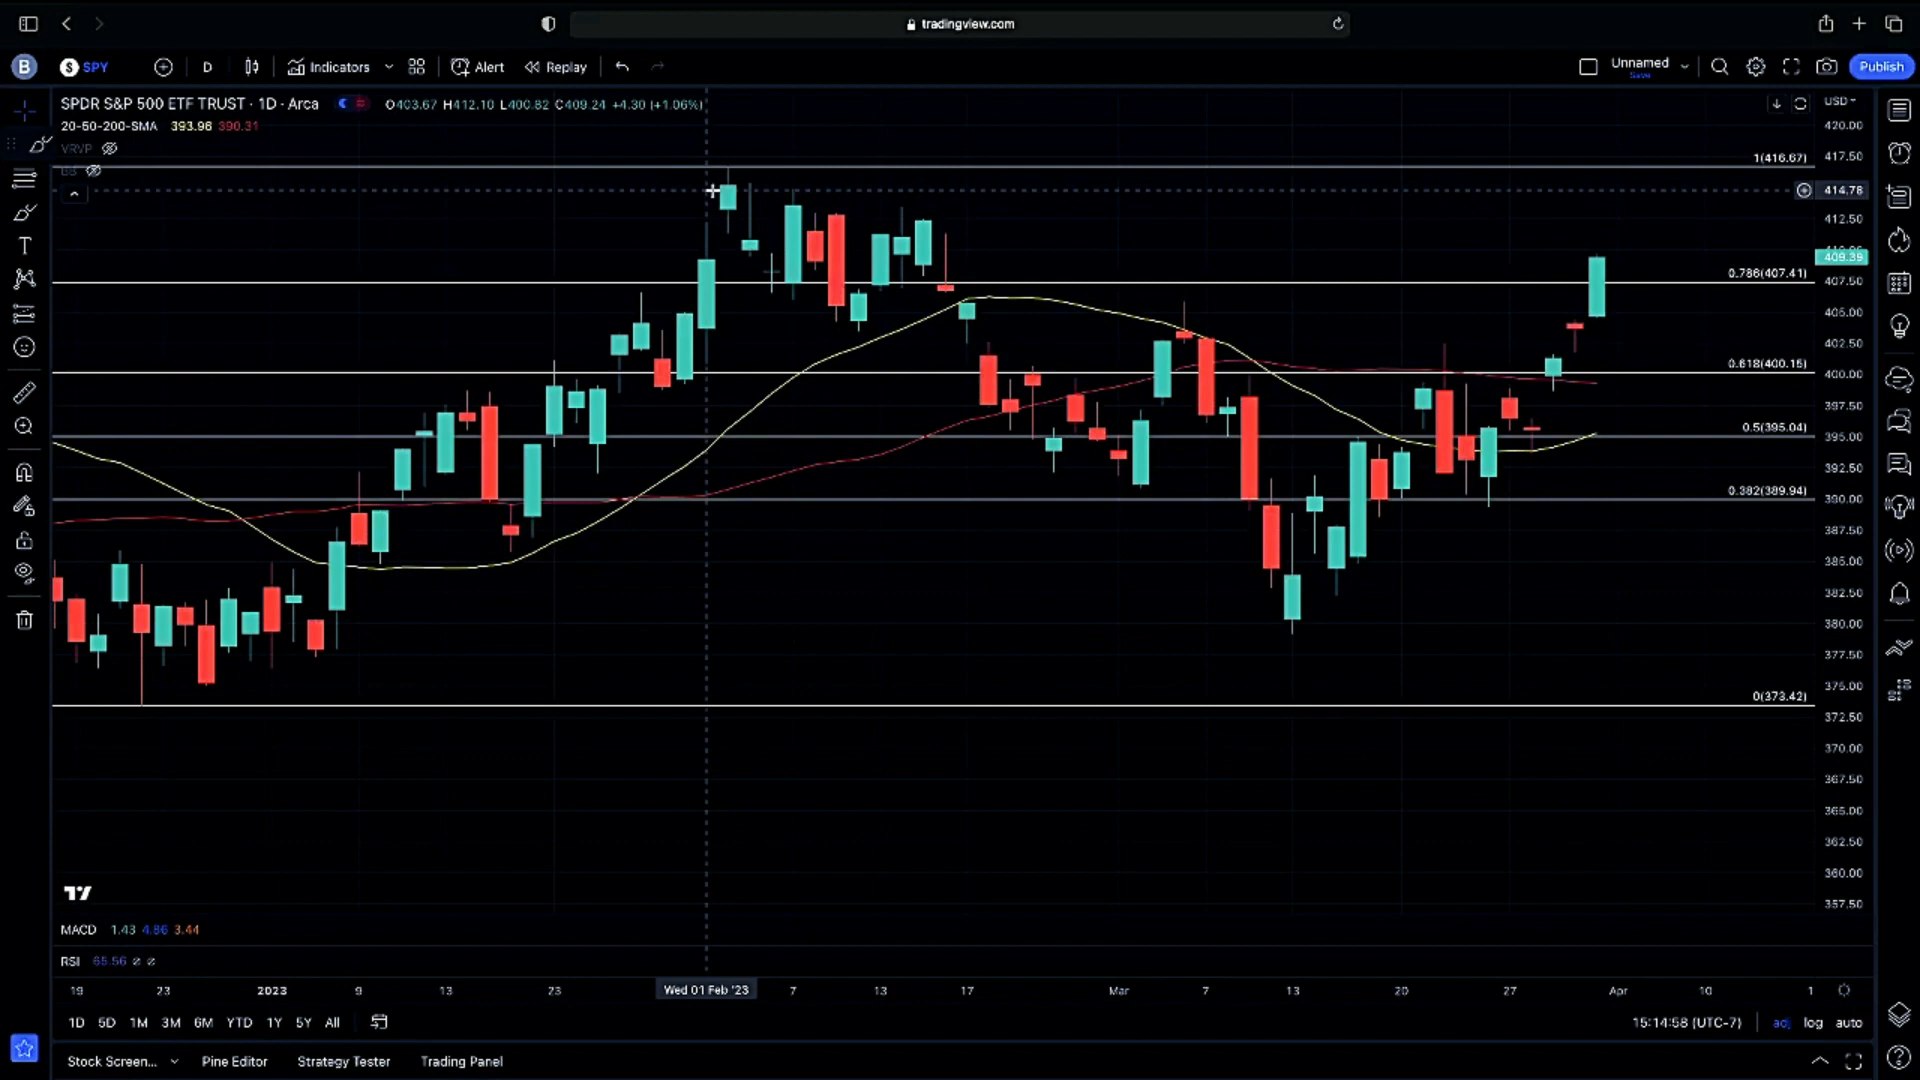 tradingview.com
B
S SPY
D
Indicators
Alert
Replay
Unnamed
Save
Publish
SPDR S&P 500 ETF TRUST · 1D · Arca
O403.67 H412.10 L400.82 C409.24 +4.30 (+1.06%)
USD
20-50-200-SMA 393.96 390.31
VRVP
BB
420.00
417.50
1(416.67)
414.78
412.50
409.39
0.786(407.41)
407.50
405.00
402.50
0.618(400.15)
400.00
397.50
0.5(395.04)
395.00
392.50
0.382(389.94)
390.00
387.50
385.00
382.50
380.00
377.50
375.00
0(373.42)
372.50
370.00
367.50
365.00
362.50
360.00
357.50
MACD 1.43 4.86 3.44
RSI 65.56
19 23 2023 9 13 23 Wed 01 Feb '23 7 13 17 Mar 7 13 20 27 Apr 10 1
1D 5D 1M 3M 6M YTD 1Y 5Y All
15:14:58 (UTC-7) adj log auto
Stock Screen... Pine Editor Strategy Tester Trading Panel